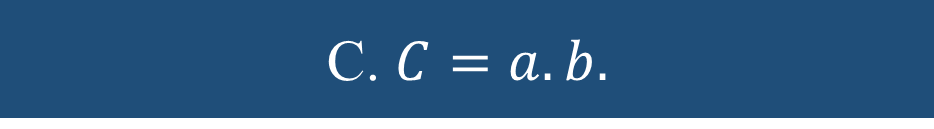 C. C = a. b.